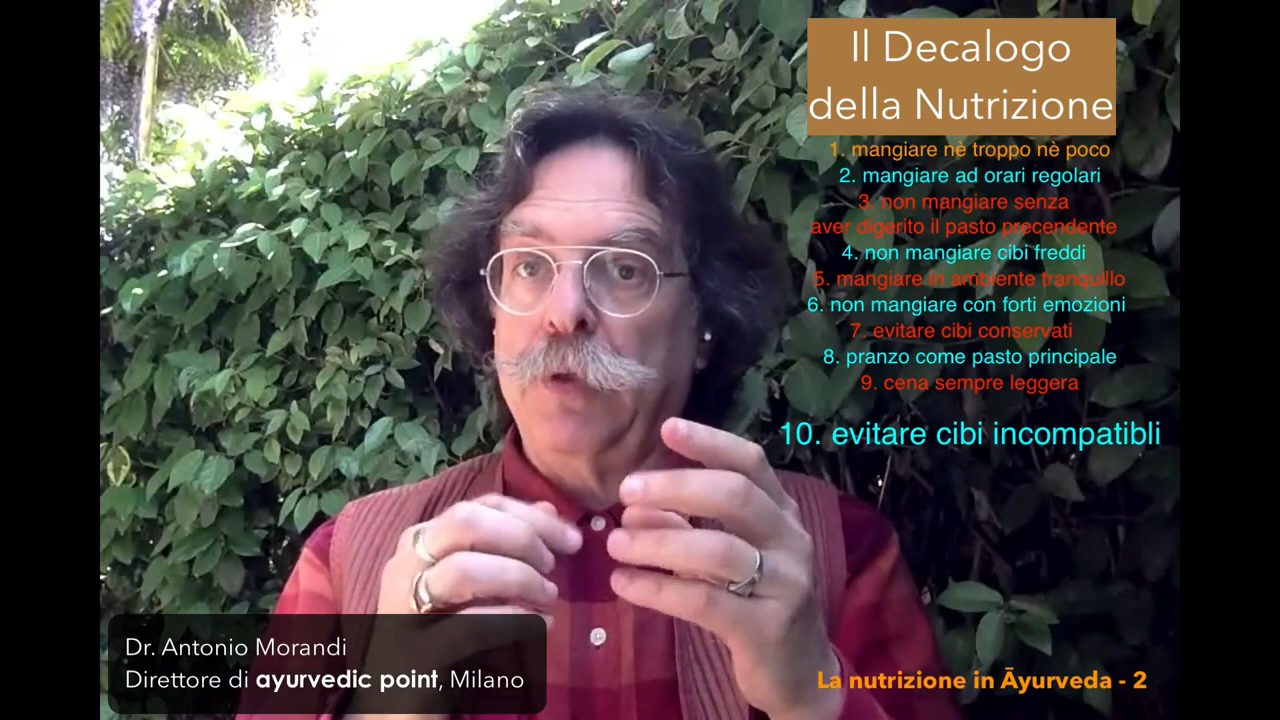 Il Decalogo
della Nutrizione
1. mangiare nè troppo nè poco
2. mangiare ad orari regolari
3. non mangiare senza
aver digerito il pasto precendente
4. non mangiare cibi freddi
5. mangiare in ambiente tranquillo
6. non mangiare con forti emozioni
7. evitare cibi conservati
8. pranzo come pasto principale
9. cena sempre leggera
10. evitare cibi incompatibli
Dr. Antonio Morandi
Direttore di ayurvedic point, Milano
La nutrizione in Āyurveda - 2